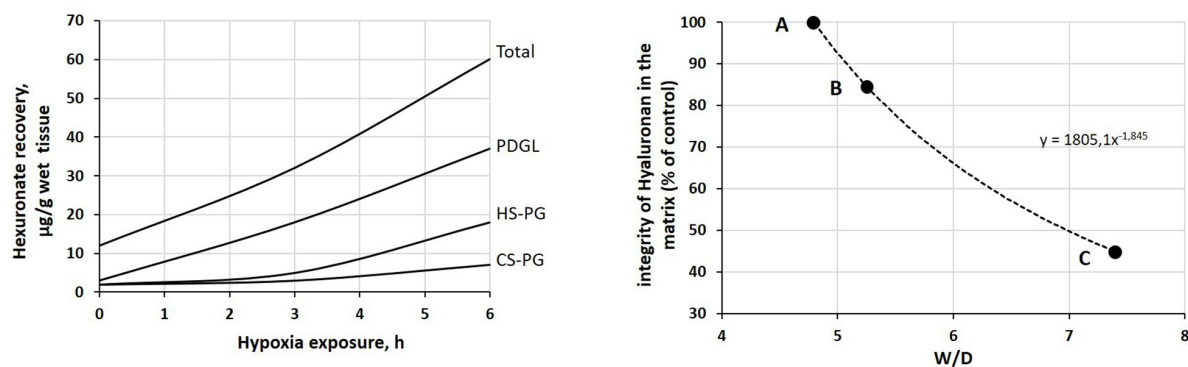 Hexuronate recovery,
µg/g wet tissue
70
60
50
40
30
20
10
0
Total
PDGL
HS-PG
CS-PG
0 1 2 3 4 5 6
Hypoxia exposure, h
integrity of Hyaluronan in the
matrix (% of control)
100
90
80
70
60
50
40
30
A
B
y = 1805,1x^-1,845
C
4 5 6 7 8
W/D